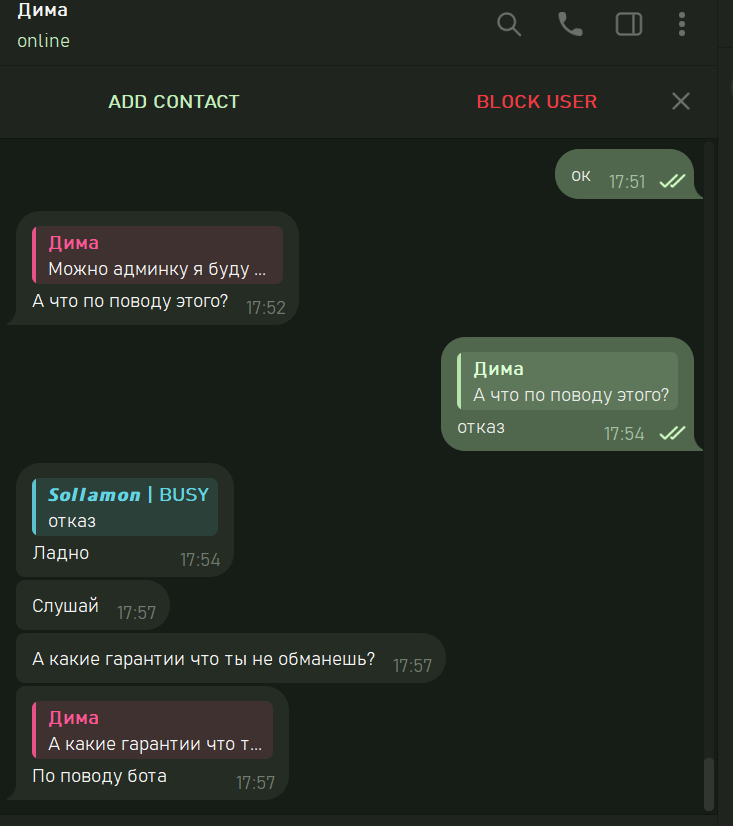 Дима
online
ADD CONTACT
BLOCK USER
ок 17:51
Дима
Можно админку я буду ...
А что по поводу этого? 17:52
Дима
А что по поводу этого?
отказ 17:54
Sollamon | BUSY
отказ
Ладно 17:54
Слушай 17:57
А какие гарантии что ты не обманешь? 17:57
Дима
А какие гарантии что т...
По поводу бота 17:57